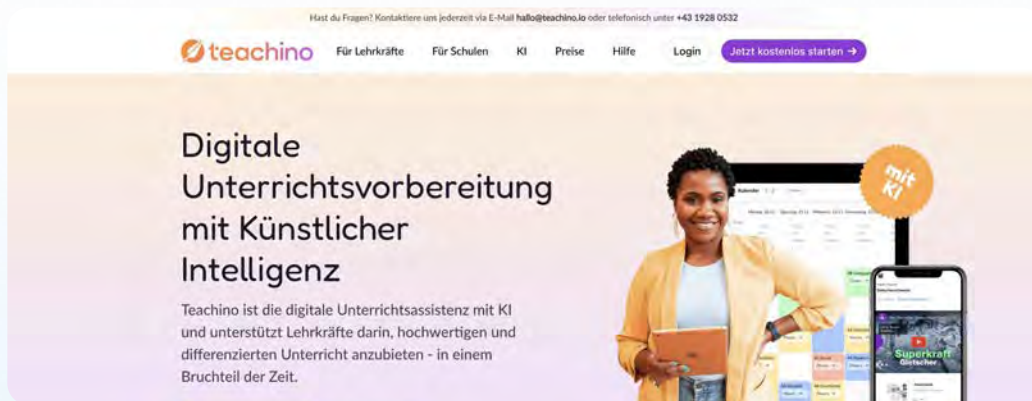 Hast du Fragen? Kontaktiere uns jederzeit via E-Mail hallo@teachino.io oder telefonisch unter +43 1928 0532
teachino
Für Lehrkräfte Für Schulen KI Preise Hilfe Login Jetzt kostenlos starten →
Digitale
Unterrichtsvorbereitung
mit Künstlicher
Intelligenz
Teachino ist die digitale Unterrichtsassistenz mit KI
und unterstützt Lehrkräfte darin, hochwertigen und
differenzierten Unterricht anzubieten - in einem
Bruchteil der Zeit.
mit
KI
Kalender
Superkraft
Gletscher